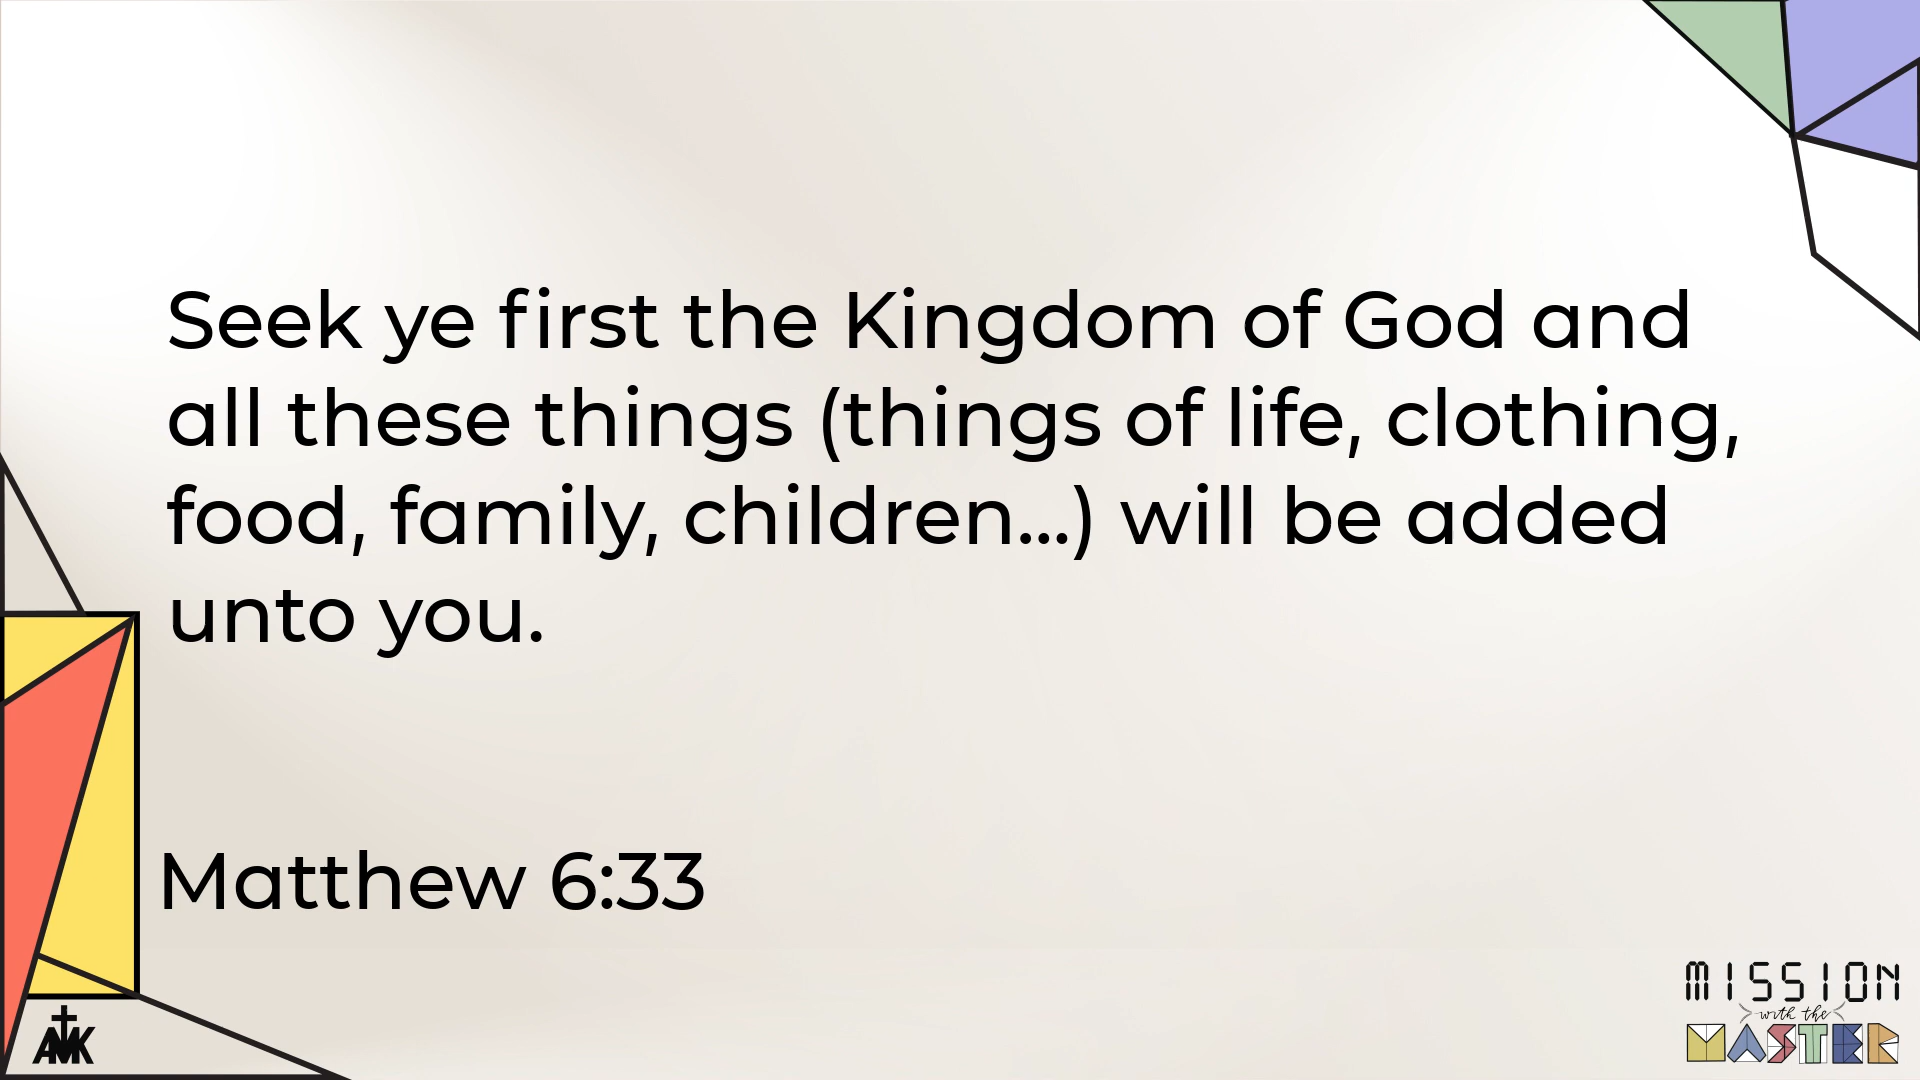 Seek ye first the Kingdom of God and
all these things (things of life, clothing,
food, family, children...) will be added
unto you.
Matthew 6:33
AMK
MISSION
with the
MASTER